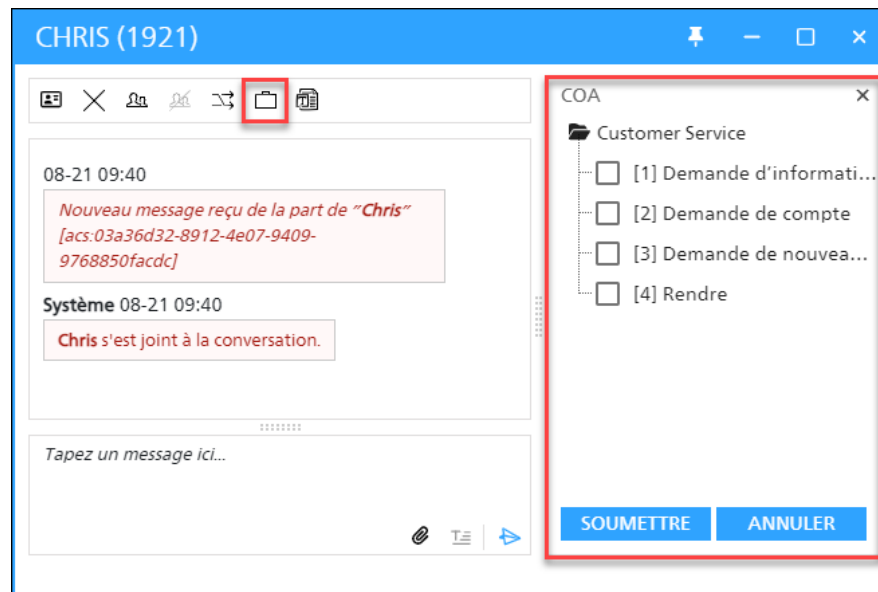 CHRIS (1921)
08-21 09:40
Nouveau message reçu de la part de "Chris"
[acs:03a36d32-8912-4e07-9409-
9768850facdc]
Système 08-21 09:40
Chris s'est joint à la conversation.
Tapez un message ici...
COA
Customer Service
[1] Demande d'informati...
[2] Demande de compte
[3] Demande de nouvea...
[4] Rendre
SOUMETTRE
ANNULER